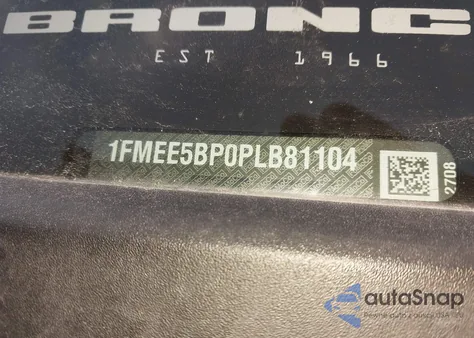 BRONC
EST 1966
1FMEE5BP0PLB81104
2708
autoSnap